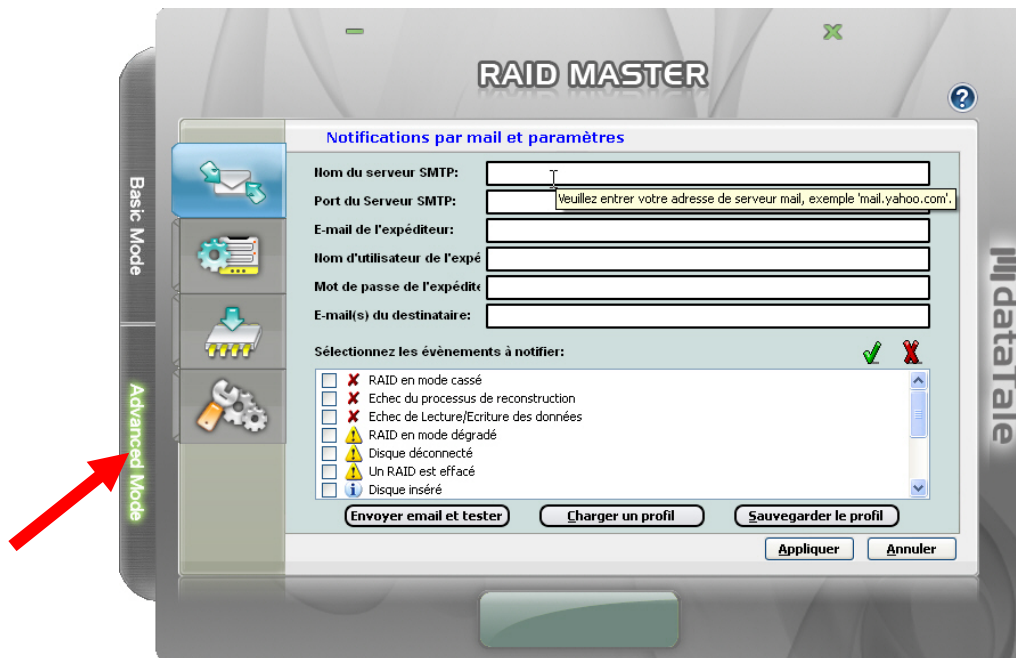 RAID MASTER
Basic Mode
Advanced Mode
dataTale
?
Notifications par mail et paramètres
Nom du serveur SMTP:
Veuillez entrer votre adresse de serveur mail, exemple 'mail.yahoo.com'.
Port du Serveur SMTP:
E-mail de l'expéditeur:
Nom d'utilisateur de l'expé
Mot de passe de l'expédite
E-mail(s) du destinataire:
Sélectionnez les évènements à notifier:
RAID en mode cassé
Echec du processus de reconstruction
Echec de Lecture/Ecriture des données
RAID en mode dégradé
Disque déconnecté
Un RAID est effacé
Disque inséré
Envoyer email et tester
Charger un profil
Sauvegarder le profil
Appliquer
Annuler